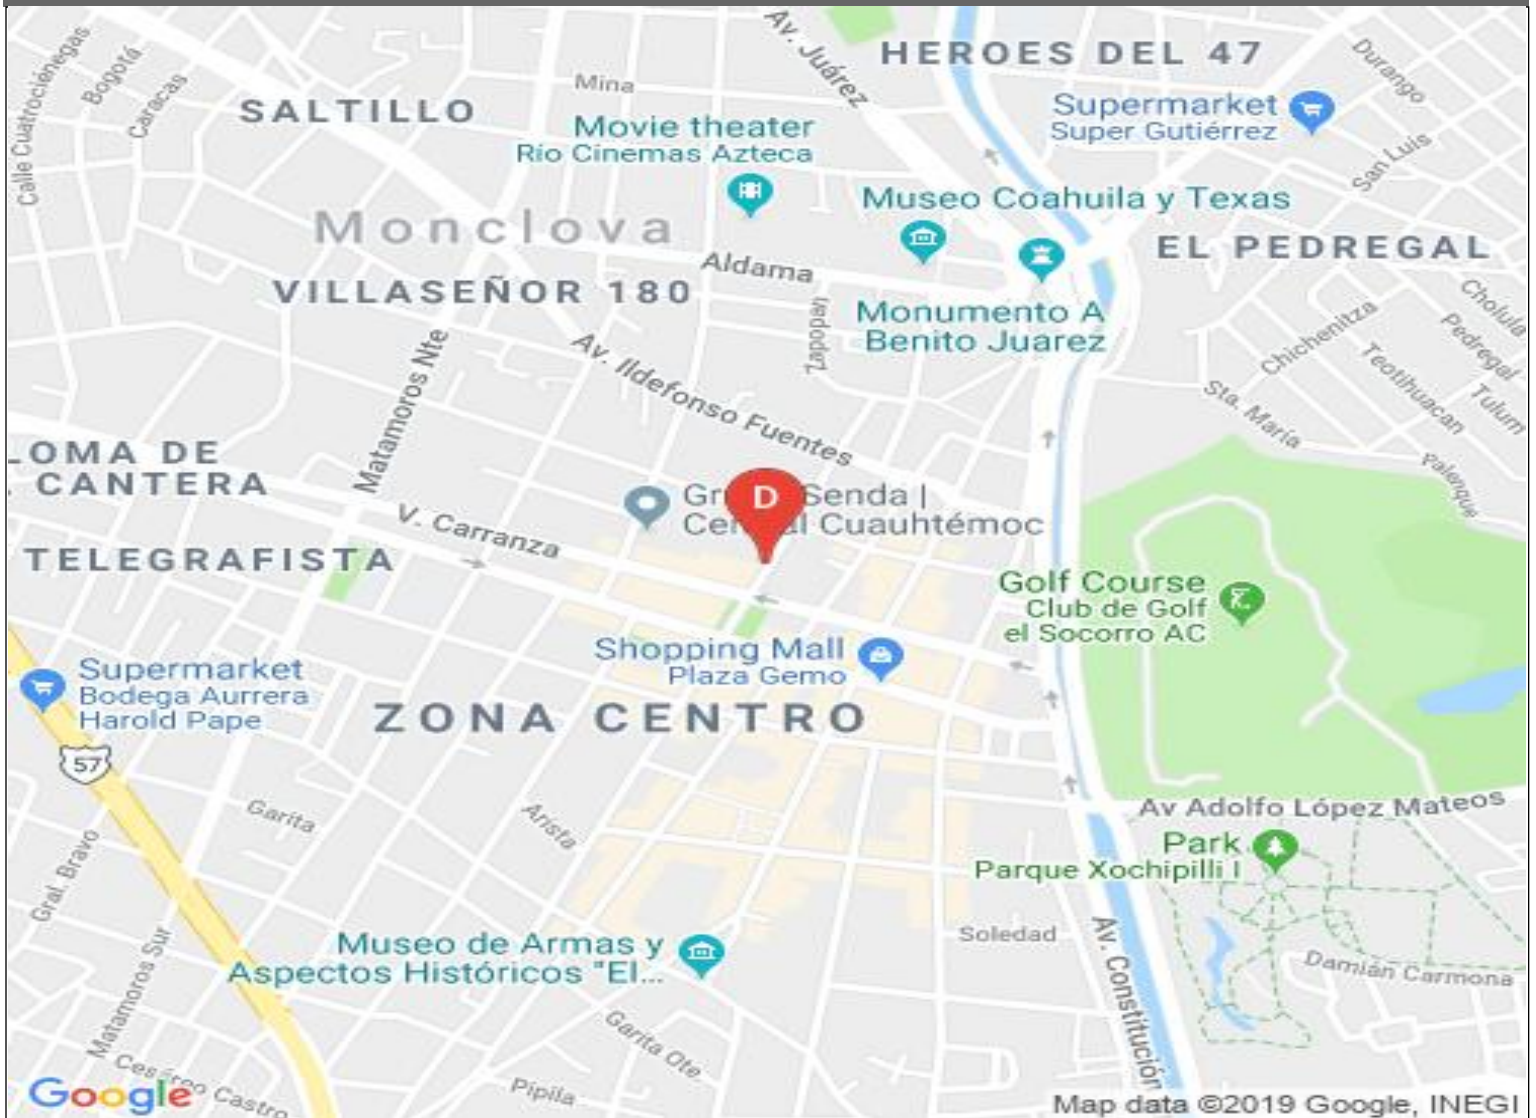 Av. Juárez
HEROES DEL 47
Durango
Calle Cuatrociénegas
Bogotá
Caracas
SALTILLO
Mina
Supermarket
Super Gutiérrez
Movie theater
Río Cinemas Azteca
San Luis
Museo Coahuila y Texas
Monclova
EL PEDREGAL
Aldama
VILLASEÑOR 180
Zapopan
Monumento A
Benito Juarez
Cholula
Pedregal
Chichenitza
Teotihuacan
Tulum
Matamoros Nte
Av. Ildefonso Fuentes
Sta. María
LOMA DE
CANTERA
Palenque
D
Senda |
Cuauhtémoc
V. Carranza
TELEGRAFISTA
Golf Course
Club de Golf
el Socorro AC
Shopping Mall
Plaza Gemo
Supermarket
Bodega Aurrera
Harold Pape
ZONA CENTRO
57
Garita
Arista
Av Adolfo López Mateos
Park
Parque Xochipilli I
Gral. Bravo
Matamoros Sur
Museo de Armas y
Aspectos Históricos "El...
Soledad
Av Constitución
Damián Carmona
Garita Ote.
Cesáreo Castro
Pipila
Google
Map data ©2019 Google, INEGI